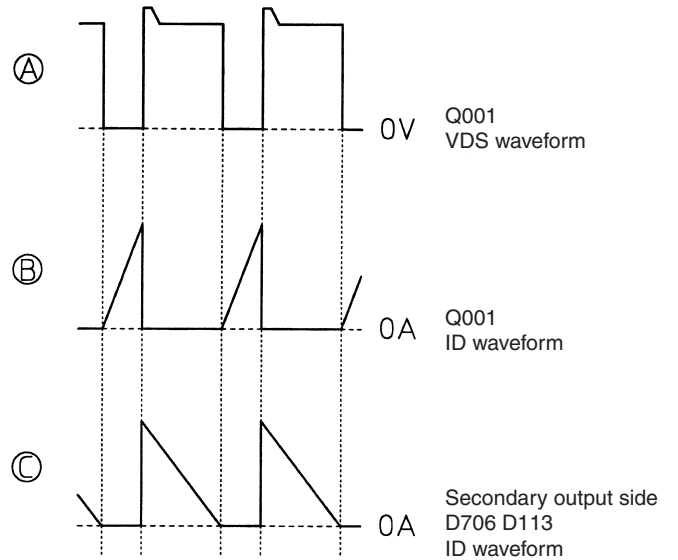 A
0V
Q001
VDS waveform
B
0A
Q001
ID waveform
C
0A
Secondary output side
D706 D113
ID waveform